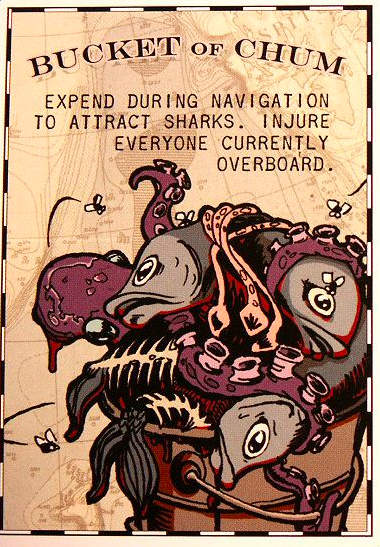 BUCKET OF CHUM
EXPEND DURING NAVIGATION
TO ATTRACT SHARKS. INJURE
EVERYONE CURRENTLY
OVERBOARD.